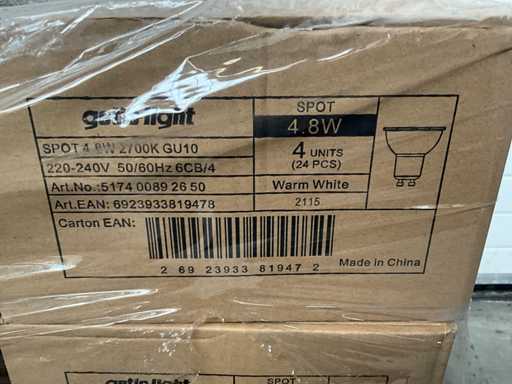 SPOT 4.8W 2700K GU10
220-240V 50/60Hz 6CB/4
Art.No.:5174 0089 26 50
Art.EAN: 6923933819478
SPOT
4.8W
4 UNITS
(24 PCS)
Warm White
2115
Carton EAN:
2 69 23933 81947 2
Made in China
SPOT